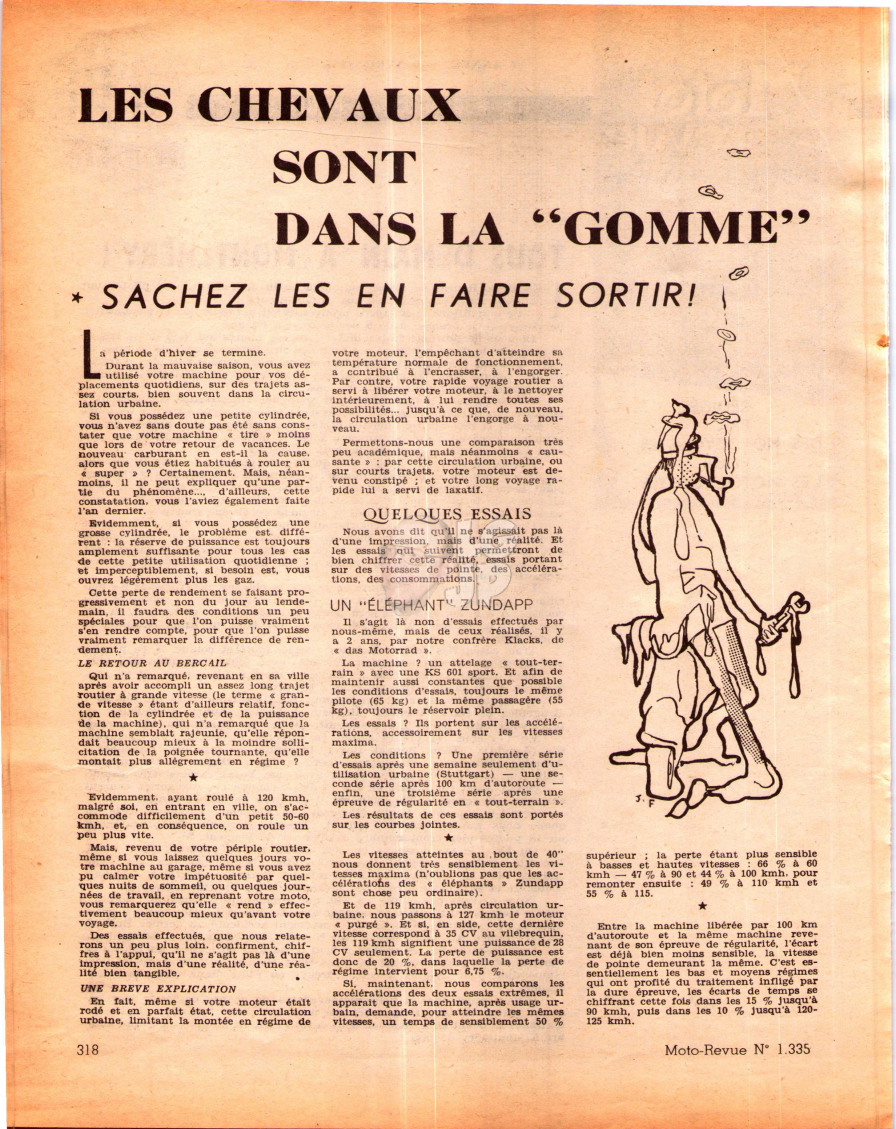 LES CHEVAUX
SONT
DANS LA “GOMME”
* SACHEZ LES EN FAIRE SORTIR!
La période d'hiver se termine.
Durant la mauvaise saison, vous avez
utilisé votre machine pour vos dé-
placements quotidiens, sur des trajets as-
sez courts, bien souvent dans la circu-
lation urbaine.
Si vous possédez une petite cylindrée,
vous n'avez sans doute pas été sans cons-
tater que votre machine « tire » moins
que lors de votre retour de vacances. Le
nouveau carburant en est-il la cause,
alors que vous étiez habitués à rouler au
« super » ? Certainement. Mais, néan-
moins, il ne peut expliquer qu'une par-
tie du phénomène..., d'ailleurs, cette
constatation, vous l'aviez également faite
l'an dernier.
Evidemment, si vous possédez une
grosse cylindrée, le problème est diffé-
rent : la réserve de puissance est toujours
amplement suffisante pour tous les cas
de cette petite utilisation quotidienne ;
et imperceptiblement, si besoin est, vous
ouvrez légèrement plus les gaz.
Cette perte de rendement se faisant pro-
gressivement et non du jour au lende-
main, il faudra des conditions un peu
spéciales pour que l'on puisse vraiment
s'en rendre compte, pour que l'on puisse
vraiment remarquer la différence de ren-
dement.
LE RETOUR AU BERCAIL
Qui n'a remarqué, revenant en sa ville
après avoir accompli un assez long trajet
routier à grande vitesse (le terme « gran-
de vitesse » étant d'ailleurs relatif, fonc-
tion de la cylindrée et de la puissance
de la machine), qui n'a remarqué que la
machine semblait rajeunie, qu'elle répon-
dait beaucoup mieux à la moindre solli-
citation de la poignée tournante, qu'elle
montait plus allègrement en régime ?
★
Evidemment, ayant roulé à 120 kmh,
malgré soi, en entrant en ville, on s'ac-
commode difficilement d'un petit 50-60
kmh, et, en conséquence, on roule un
peu plus vite.
Mais, revenu de votre périple routier,
même si vous laissez quelques jours vo-
tre machine au garage, même si vous avez
pu calmer votre impétuosité par quel-
ques nuits de sommeil, ou quelques jour-
nées de travail, en reprenant votre moto,
vous remarquerez qu'elle « rend » effec-
tivement beaucoup mieux qu'avant votre
voyage.
Des essais effectués, que nous relate-
rons un peu plus loin, confirment, chif-
fres à l'appui, qu'il ne s'agit pas là d'une
impression, mais d'une réalité, d'une réa-
lité bien tangible.
UNE BREVE EXPLICATION
En fait, même si votre moteur était
rodé et en parfait état, cette circulation
urbaine, limitant la montée en régime de
votre moteur, l'empêchant d'atteindre sa
température normale de fonctionnement,
a contribué à l'encrasser, à l'engorger.
Par contre, votre rapide voyage routier a
servi à libérer votre moteur, à le nettoyer
intérieurement, à lui rendre toutes ses
possibilités... jusqu'à ce que, de nouveau,
la circulation urbaine l'engorge à nou-
veau.
Permettons-nous une comparaison très
peu académique, mais néanmoins « cau-
sante » : par cette circulation urbaine, ou
sur courts trajets, votre moteur est de-
venu constipé ; et votre long voyage ra-
pide lui a servi de laxatif.
QUELQUES ESSAIS
Nous avons dit qu'il ne s'agissait pas là
d'une impression, mais d'une réalité. Et
les essais qui suivent permettront de
bien chiffrer cette réalité, essais portant
sur des vitesses de pointe, des accéléra-
tions, des consommations.
UN “ÉLÉPHANT” ZUNDAPP
Il s'agit là non d'essais effectués par
nous-même, mais de ceux réalisés, il y
a 2 ans, par notre confrère Klacks, de
« das Motorrad ».
La machine ? un attelage « tout-ter-
rain » avec une KS 601 sport. Et afin de
maintenir aussi constantes que possible
les conditions d'essais, toujours le même
pilote (65 kg) et la même passagère (55
kg), toujours le réservoir plein.
Les essais ? Ils portent sur les accélé-
rations, accessoirement sur les vitesses
maxima.
Les conditions ? Une première série
d'essais après une semaine seulement d'u-
tilisation urbaine (Stuttgart) — une se-
conde série après 100 km d'autoroute —
enfin, une troisième série après une
épreuve de régularité en « tout-terrain ».
Les résultats de ces essais sont portés
sur les courbes jointes.
★
Les vitesses atteintes au bout de 40''
nous donnent très sensiblement les vi-
tesses maxima (n'oublions pas que les ac-
célérations des « éléphants » Zundapp
sont chose peu ordinaire).
Et de 119 kmh, après circulation ur-
baine, nous passons à 127 kmh le moteur
« purgé ». Et si, en side, cette dernière
vitesse correspond à 35 CV au vilebrequin,
les 119 kmh signifient une puissance de 28
CV seulement. La perte de puissance est
donc de 20 %, dans laquelle la perte de
régime intervient pour 6,75 %.
Si, maintenant, nous comparons les
accélérations des deux essais extrêmes, il
apparait que la machine, après usage ur-
bain, demande, pour atteindre les mêmes
vitesses, un temps de sensiblement 50 %
J. F
supérieur ; la perte étant plus sensible
à basses et hautes vitesses : 66 % à 60
kmh — 47 % à 90 et 44 % à 100 kmh, pour
remonter ensuite : 49 % à 110 kmh et
55 % à 115.
★
Entre la machine libérée par 100 km
d'autoroute et la même machine reve-
nant de son épreuve de régularité, l'écart
est déjà bien moins sensible, la vitesse
de pointe demeurant la même. C'est es-
sentiellement les bas et moyens régimes
qui ont profité du traitement infligé par
la dure épreuve, les écarts de temps se
chiffrant cette fois dans les 15 % jusqu'à
90 kmh, puis dans les 10 % jusqu'à 120-
125 kmh.
318
Moto-Revue N° 1.335